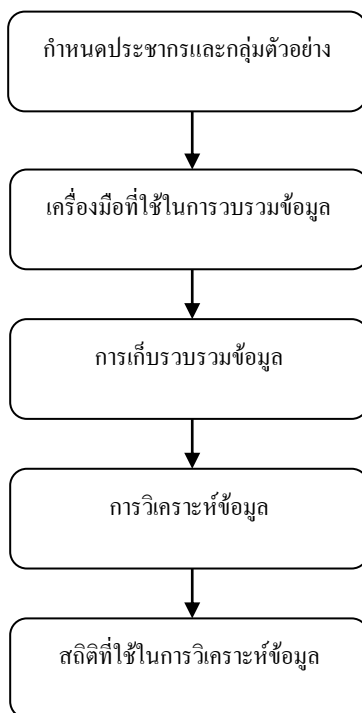 กำหนดประชากรและกลุ่มตัวอย่าง
เครื่องมือที่ใช้ในการวบรวมข้อมูล
การเก็บรวบรวมข้อมูล
การวิเคราะห์ข้อมูล
สถิติที่ใช้ในการวิเคราะห์ข้อมูล